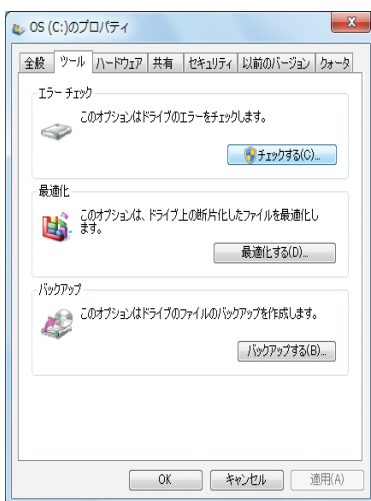 OS (C:)のプロパティ
全般 ツール ハードウェア 共有 セキュリティ 以前のバージョン クォータ
エラー チェック
このオプションはドライブのエラーをチェックします。
チェックする(C)...
最適化
このオプションは、ドライブ上の断片化したファイルを最適化し
ます。
最適化する(D)...
バックアップ
このオプションはドライブのファイルのバックアップを作成します。
バックアップする(B)...
OK キャンセル 適用(A)